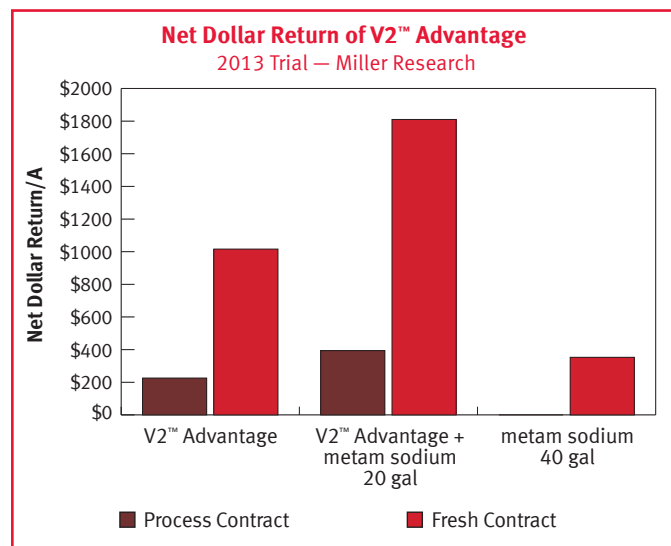 Net Dollar Return of V2™ Advantage
2013 Trial — Miller Research
Net Dollar Return/A
$2000
$1800
$1600
$1400
$1200
$1000
$800
$600
$400
$200
$0
V2™ Advantage
V2™ Advantage +
metam sodium
20 gal
metam sodium
40 gal
Process Contract
Fresh Contract